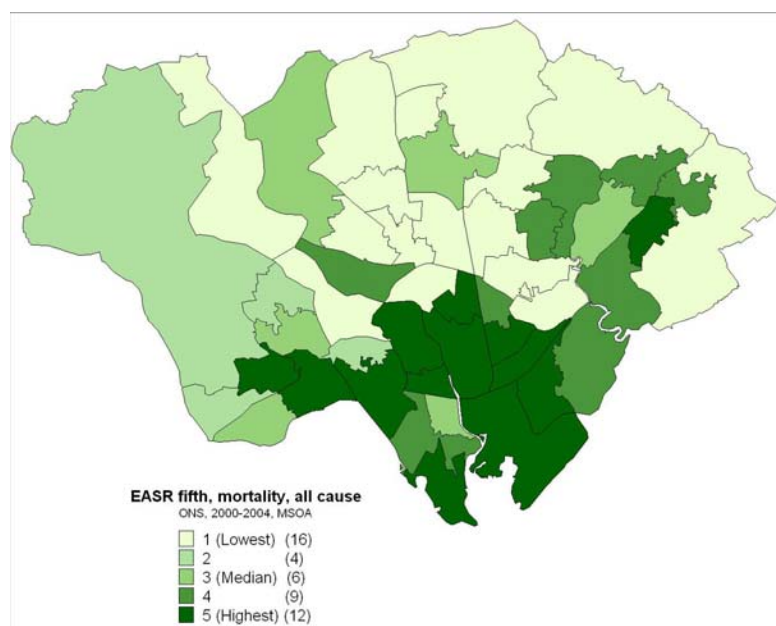 EASR fifth, mortality, all cause
ONS, 2000-2004, MSOA
1 (Lowest) (16)
2 (4)
3 (Median) (6)
4 (9)
5 (Highest) (12)